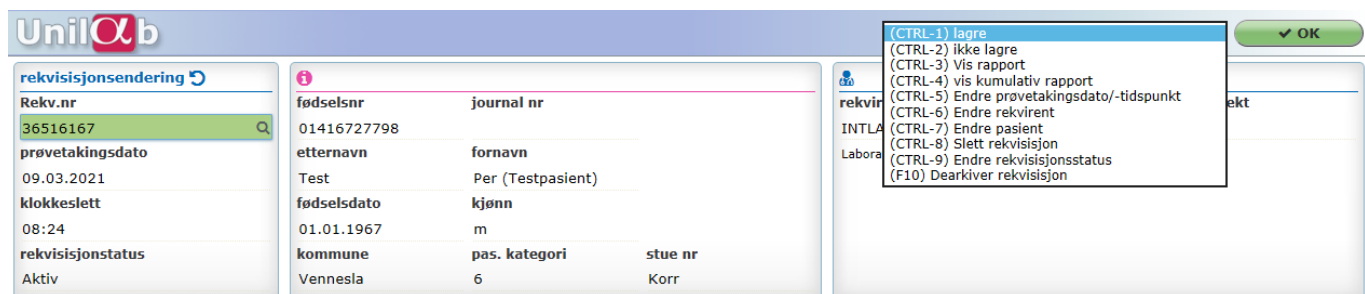 Unilαb
(CTRL-1) lagre
(CTRL-2) ikke lagre
(CTRL-3) Vis rapport
(CTRL-4) vis kumulativ rapport
(CTRL-5) Endre prøvetakingsdato/-tidspunkt
(CTRL-6) Endre rekvirent
(CTRL-7) Endre pasient
(CTRL-8) Slett rekvisisjon
(CTRL-9) Endre rekvisisjonsstatus
(F10) Dearkiver rekvisisjon
✔ OK
rekvisisjonsendering
Rekv.nr
36516167
prøvetakingsdato
09.03.2021
klokkeslett
08:24
rekvisisjonstatus
Aktiv
fødselsnr journal nr
01416727798
etternavn fornavn
Test Per (Testpasient)
fødselsdato kjønn
01.01.1967 m
kommune pas. kategori stue nr
Vennesla 6 Korr
rekvir ekt
INTLA
Labora